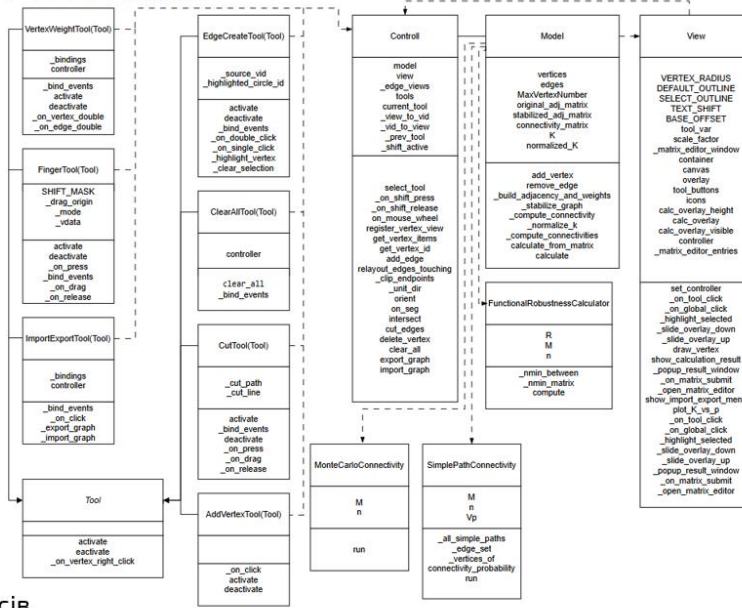 VertexWeightTool(Tool)
_bindings
controller
_bind_events
activate
deactivate
_on_vertex_double
_on_edge_double
FingerTool(Tool)
SHIFT_MASK
_drag_origin
_mode
_vdata
activate
deactivate
_on_press
_bind_events
_on_drag
_on_release
ImportExportTool(Tool)
_bindings
controller
_bind_events
_on_click
_export_graph
_import_graph
Tool
activate
eactivate
_on_vertex_right_click
EdgeCreateTool(Tool)
_source_vid
_highlighted_circle_id
activate
deactivate
_bind_events
_on_double_click
_on_single_click
_highlight_vertex
_clear_selection
ClearAllTool(Tool)
controller
clear_all
_bind_events
CutTool(Tool)
_cut_path
_cut_line
activate
_bind_events
deactivate
_on_press
_on_drag
_on_release
AddVertexTool(Tool)
_on_click
activate
deactivate
Controll
model
view
_edge_views
tools
current_tool
_view_to_vid
_vid_to_view
_prev_tool
_shift_active
select_tool
_on_shift_press
_on_shift_release
on_mouse_wheel
register_vertex_view
get_vertex_items
get_vertex_id
add_edge
relayout_edges_touching
_clip_endpoints
_unit_dir
orient
on_seg
intersect
cut_edges
delete_vertex
clear_all
export_graph
import_graph
MonteCarloConnectivity
M
n
run
Model
vertices
edges
MaxVertexNumber
original_adj_matrix
stabilized_adj_matrix
connectivity_matrix
K
normalized_K
_add_vertex
remove_edge
_build_adjacency_and_weights
_stabilize_graph
_compute_connectivity
_normalize_k
_compute_connectivities
calculate_from_matrix
calculate
FunctionalRobustnessCalculator
R
M
n
_nmin_between
_nmin_matrix
compute
SimplePathConnectivity
M
n
Vp
_all_simple_paths
_edge_set
_vertices_of
connectivity_probability
run
View
VERTEX_RADIUS
DEFAULT_OUTLINE
SELECT_OUTLINE
TEXT_SHIFT
BASE_OFFSET
tool_var
scale_factor
_matrix_editor_window
container
canvas
overlay
tool_buttons
icons
calc_overlay_height
calc_overlay
calc_overlay_visible
controller
_matrix_editor_entries
set_controller
_on_tool_click
_on_global_click
_highlight_selected
_slide_overlay_down
_slide_overlay_up
draw_vertex
show_calculation_result
_popup_result_window
_on_matrix_submit
_open_matrix_editor
show_import_export_men
plot_K_vs_p
_on_tool_click
_on_global_click
_highlight_selected
_slide_overlay_down
_slide_overlay_up
_popup_result_window
_on_matrix_submit
_open_matrix_editor